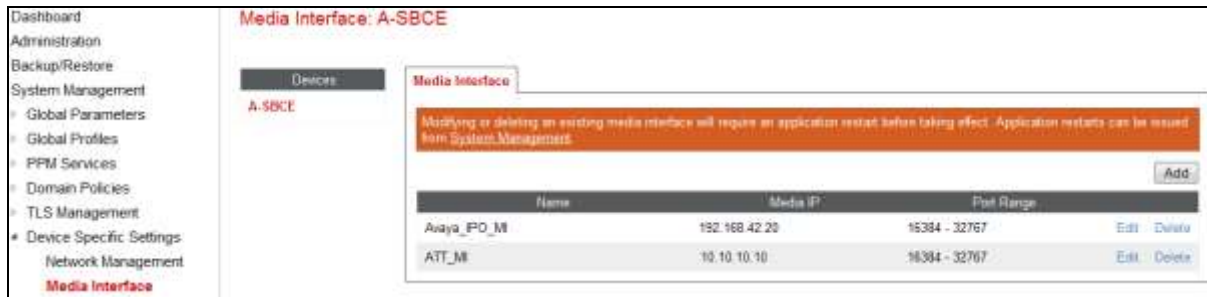 Dashboard
Administration
Backup/Restore
System Management
Global Parameters
Global Profiles
PPM Services
Domain Policies
TLS Management
Device Specific Settings
Network Management
Media Interface
Media Interface: A-SBCE
Devices
A-SBCE
Media Interface
Modifying or deleting an existing media interface will require an application restart before taking effect. Application restarts can be issued
from System Management.
Add
Name Media IP Port Range
Avaya_IPO_MI 192.168.42.20 16384 - 32767 Edit Delete
ATT_MI 10.10.10.10 16384 - 32767 Edit Delete